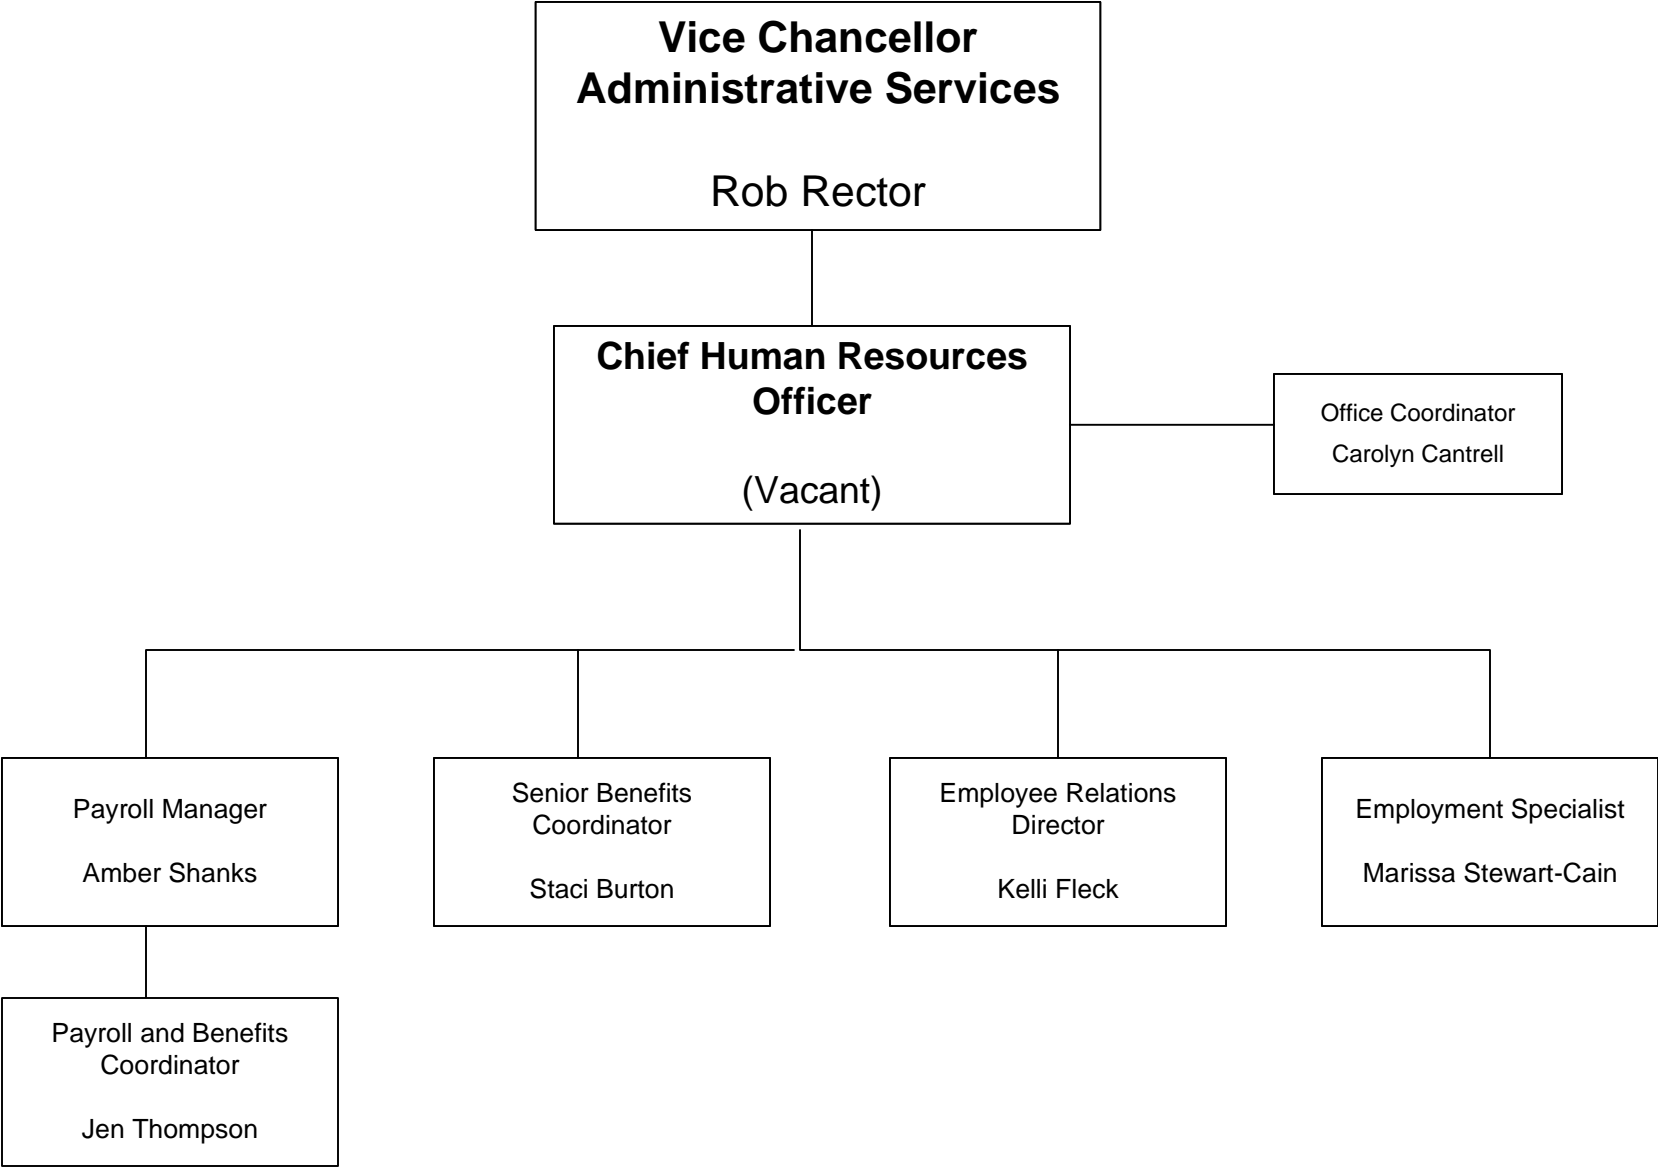 Vice Chancellor
Administrative Services
Rob Rector
Chief Human Resources
Officer
(Vacant)
Office Coordinator
Carolyn Cantrell
Payroll Manager
Amber Shanks
Senior Benefits
Coordinator
Staci Burton
Employee Relations
Director
Kelli Fleck
Employment Specialist
Marissa Stewart-Cain
Payroll and Benefits
Coordinator
Jen Thompson